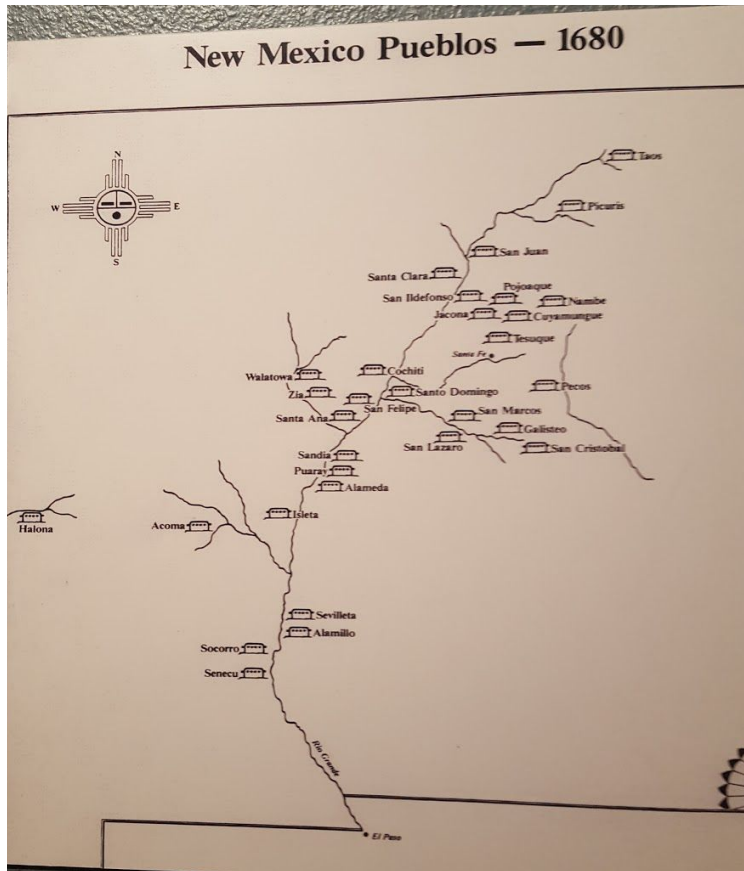 New Mexico Pueblos — 1680
N
W
E
S
Taos
Picuris
San Juan
Santa Clara
Pojoaque
San Ildefonso
Nambe
Jacona
Cuyamungue
Tesuque
Santa Fe
Cochiti
Walatowa
Pecos
Zia
Santo Domingo
San Felipe
Santa Ana
San Marcos
Galisteo
San Lazaro
San Cristobal
Sandia
Puaray
Alameda
Isleta
Acoma
Halona
Sevilleta
Alamillo
Socorro
Senecu
Rio Grande
El Paso